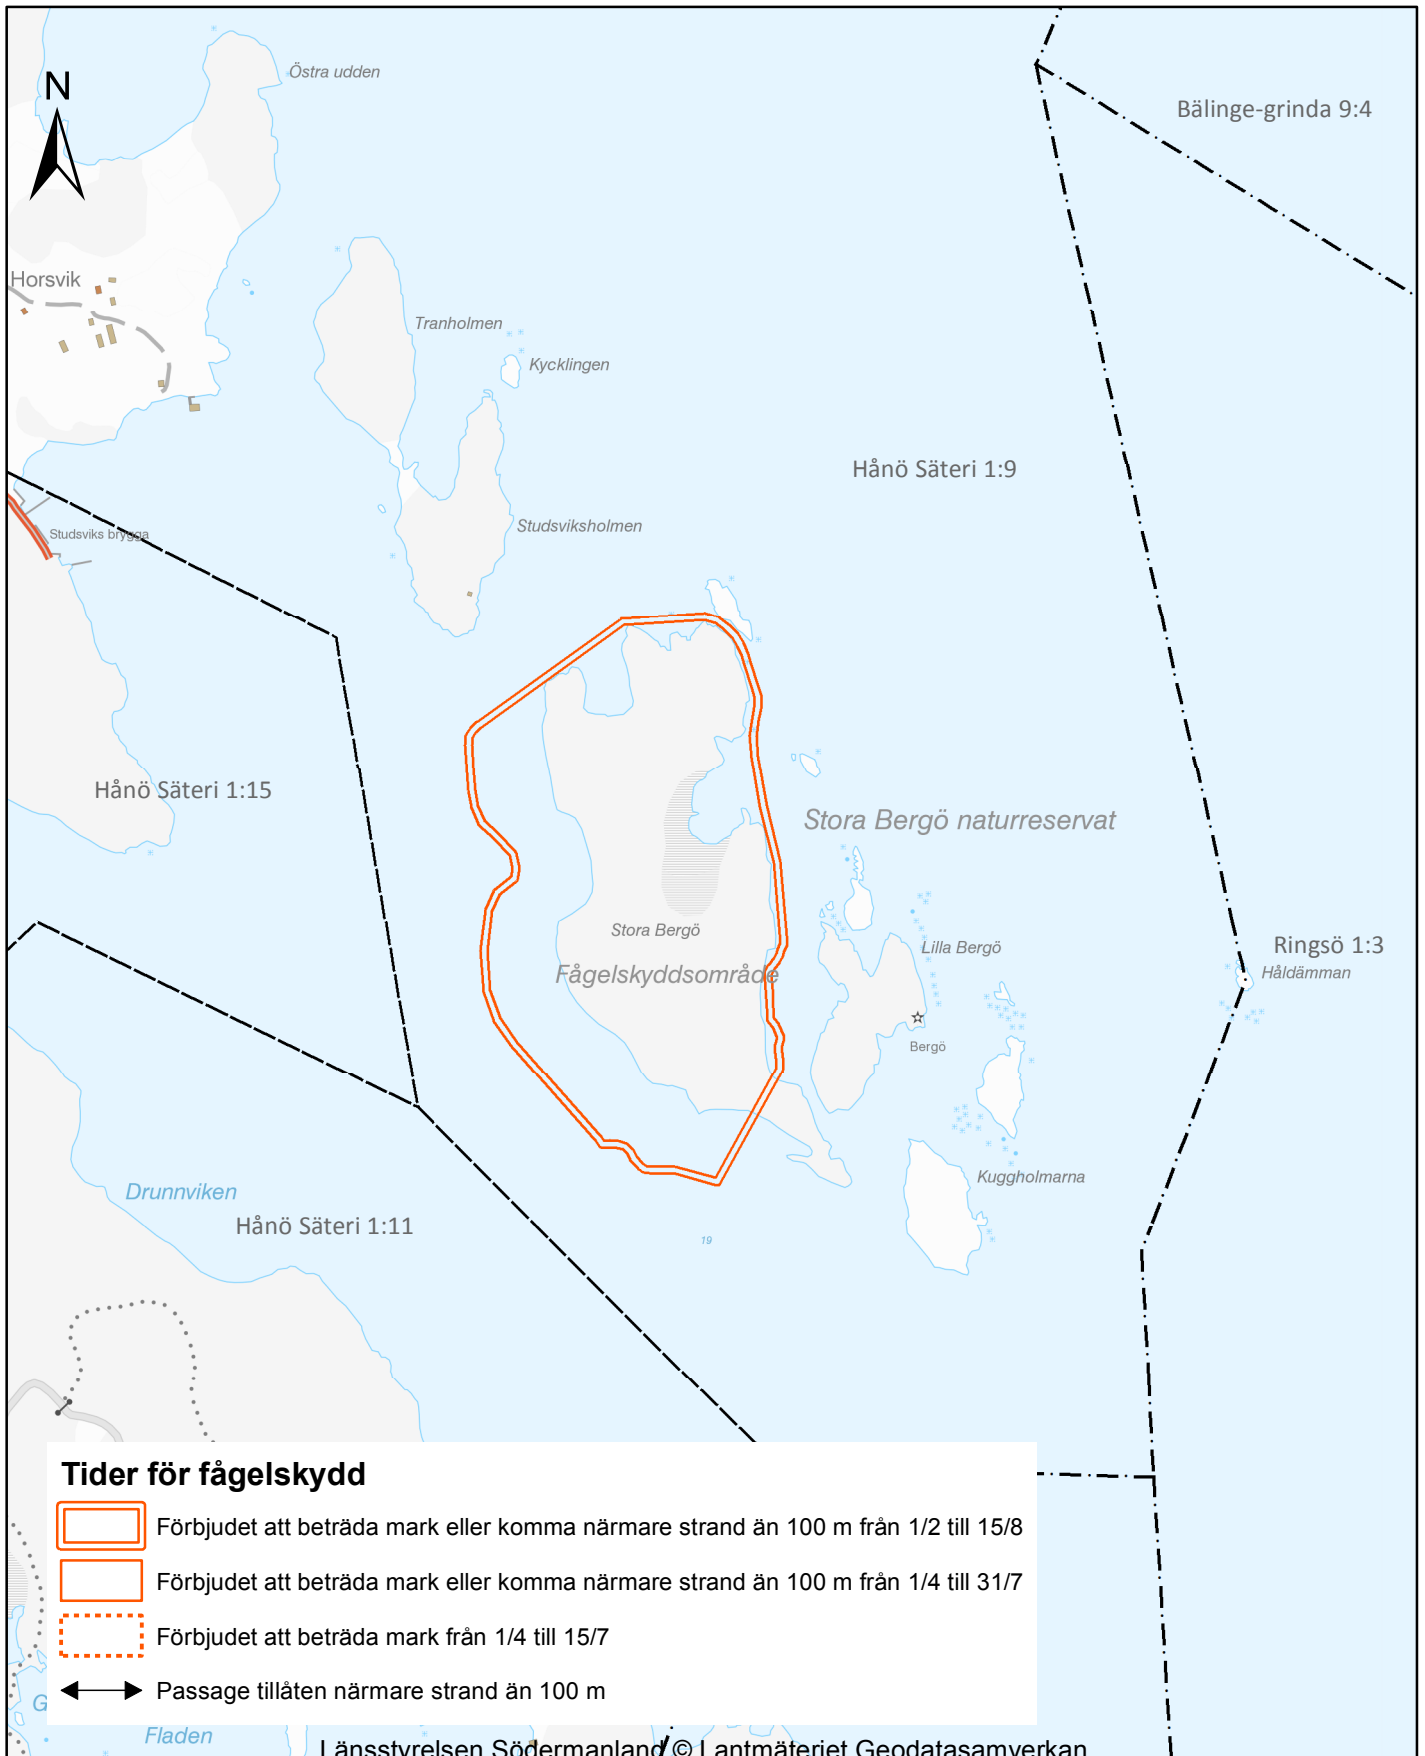 Östra udden
N
Bälinge-grinda 9:4
Horsvik
Tranholmen
Kycklingen
Hånö Säteri 1:9
Studsviksholmen
Studsviks brygga
Hånö Säteri 1:15
Stora Bergö naturreservat
Stora Bergö
Lilla Bergö
Ringsö 1:3
Fågelskyddsområde
Håldämman
Bergö
Kuggholmarna
Drunnviken
Hånö Säteri 1:11
19
Tider för fågelskydd
Förbjudet att beträda mark eller komma närmare strand än 100 m från 1/2 till 15/8
Förbjudet att beträda mark eller komma närmare strand än 100 m från 1/4 till 31/7
Förbjudet att beträda mark från 1/4 till 15/7
Passage tillåten närmare strand än 100 m
G
Fladen
Länsstyrelsen Södermanland © Lantmäteriet Geodatasamverkan